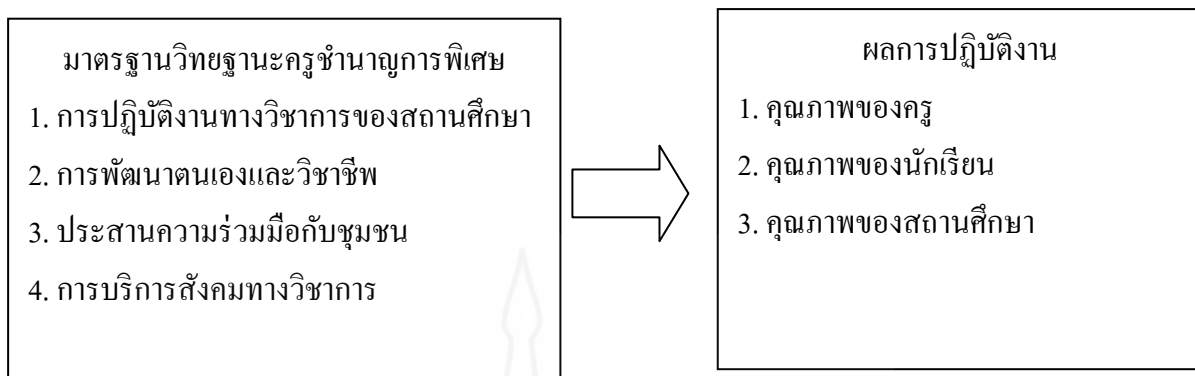 มาตรฐานวิทยฐานะครูชำนาญการพิเศษ
1. การปฏิบัติงานทางวิชาการของสถานศึกษา
2. การพัฒนาตนเองและวิชาชีพ
3. ประสานความร่วมมือกับชุมชน
4. การบริการสังคมทางวิชาการ
ผลการปฏิบัติงาน
1. คุณภาพของครู
2. คุณภาพของนักเรียน
3. คุณภาพของสถานศึกษา